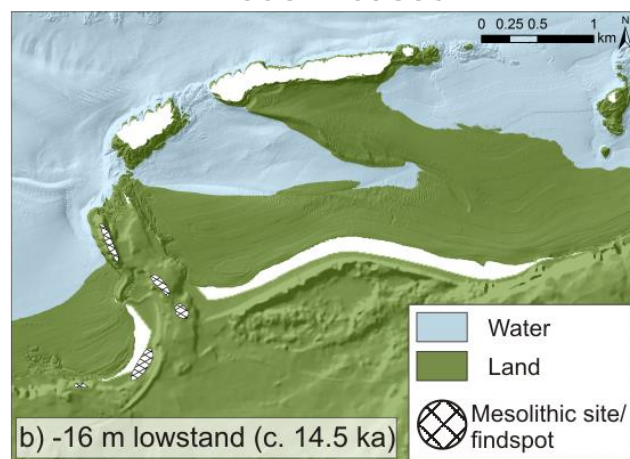 0 0.25 0.5 1
km
N
Water
Land
Mesolithic site/
findspot
b) -16 m lowstand (c. 14.5 ka)